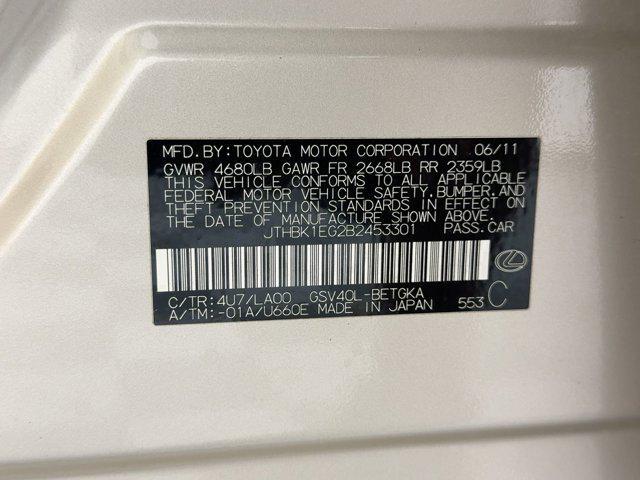 MFD.BY:TOYOTA MOTOR CORPORATION 06/11
GVWR 4680LB GAWR FR 2668LB RR 2359LB
THIS VEHICLE CONFORMS TO ALL APPLICABLE
FEDERAL MOTOR VEHICLE SAFETY.BUMPER.AND
THEFT PREVENTION STANDARDS IN EFFECT ON
THE DATE OF MANUFACTURE SHOWN ABOVE.
JTHBK1EG2B2453301 PASS.CAR
C/TR:4U7/LA00 GSV40L-BETGKA
A/TM:-01A/U660E MADE IN JAPAN 553 C